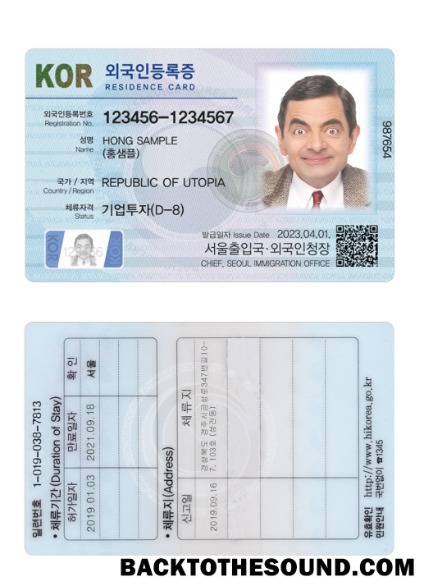 KOR 외국인등록증
RESIDENCE CARD
외국인등록번호 123456-1234567
Registration No.
성명 HONG SAMPLE
Name (홍샘플)
국가 / 지역 REPUBLIC OF UTOPIA
Country / Region
체류자격 기업투자(D-8)
Status
987654
발급일자 Issue Date 2023.04.01.
서울출입국·외국인청장
CHIEF, SEOUL IMMIGRATION OFFICE
KOR
일련번호 1-019-038-7813
• 체류기간(Duration of Stay)
허가일자 만료일자 확 인
2019.01.03 2021.09.18 서울
• 체류지(Address)
신고일 체 류 지
2019.09.16 경상북도 경주시금성로347번길10-
7, 103호 (성건동)
유효확인 http://www.hikorea.go.kr
민원안내 국번없이 ☎1345
BACKTOTHESOUND.COM